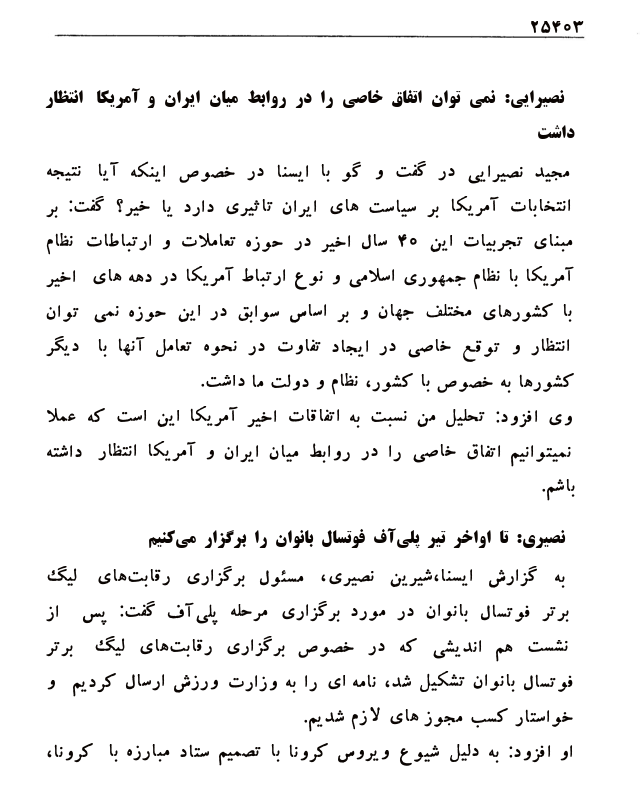 ۲۵۴۰۳
نصیرایی: نمی توان اتفاق خاصی را در روابط میان ایران و آمریکا انتظار
داشت
مجید نصیرایی در گفت و گو با ایسنا در خصوص اینکه آیا نتیجه
انتخابات آمریکا بر سیاست های ایران تاثیری دارد یا خیر؟ گفت: بر
مبنای تجربیات این ۴۰ سال اخیر در حوزه تعاملات و ارتباطات نظام
آمریکا با نظام جمهوری اسلامی و نوع ارتباط آمریکا در دهه های اخیر
با کشورهای مختلف جهان و بر اساس سوابق در این حوزه نمی توان
انتظار و توقع خاصی در ایجاد تفاوت در نحوه تعامل آنها با دیگر
کشورها به خصوص با کشور، نظام و دولت ما داشت.
وی افزود: تحلیل من نسبت به اتفاقات اخیر آمریکا این است که عملا
نمیتوانیم اتفاق خاصی را در روابط میان ایران و آمریکا انتظار داشته
باشم.
نصیری: تا اواخر تیر پلی‌آف فوتسال بانوان را برگزار می‌کنیم
به گزارش ایسنا،شیرین نصیری، مسئول برگزاری رقابت‌های لیگ
برتر فوتسال بانوان در مورد برگزاری مرحله پلی‌آف گفت: پس از
نشست هم اندیشی که در خصوص برگزاری رقابت‌های لیگ برتر
فوتسال بانوان تشکیل شد، نامه ای را به وزارت ورزش ارسال کردیم و
خواستار کسب مجوز های لازم شدیم.
او افزود: به دلیل شیوع ویروس کرونا با تصمیم ستاد مبارزه با کرونا،